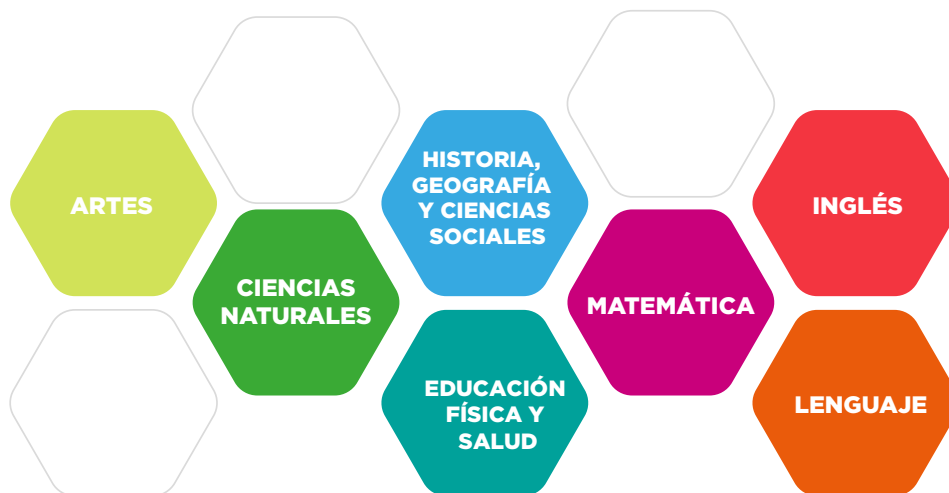 ARTES
CIENCIAS
NATURALES
HISTORIA,
GEOGRAFÍA
Y CIENCIAS
SOCIALES
EDUCACIÓN
FÍSICA Y
SALUD
MATEMÁTICA
INGLÉS
LENGUAJE